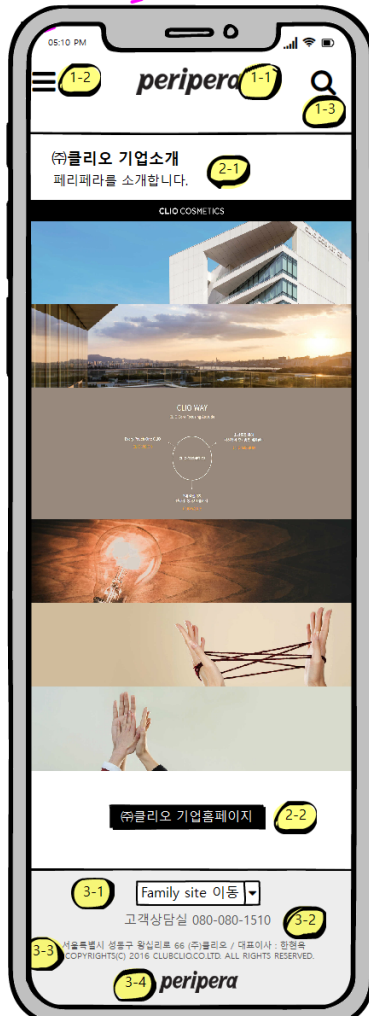 05:10 PM
1-2
peripera
1-1
1-3
㈜클리오 기업소개
2-1
페리페라를 소개합니다.
CLIO COSMETICS
CLIO WAY
㈜클리오 기업홈페이지
2-2
3-1
Family site 이동
고객상담실 080-080-1510
3-2
3-3
서울특별시 성동구 왕십리로 66 (주)클리오 / 대표이사 : 한현옥
COPYRIGHTS(C) 2016 CLUBCLIO.CO.LTD. ALL RIGHTS RESERVED.
3-4
peripera